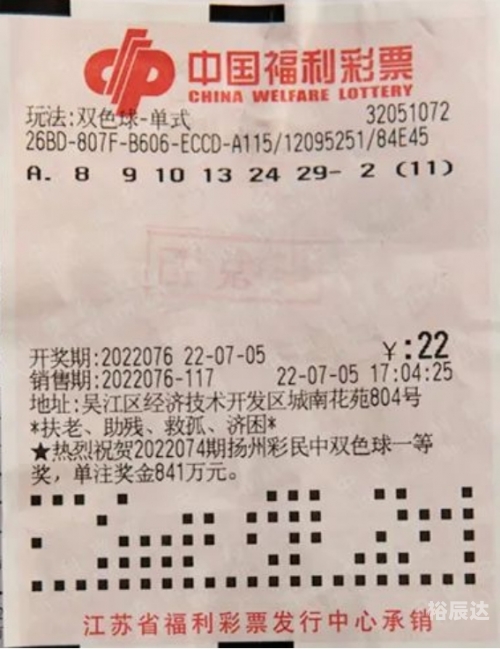 中国福利彩票
CHINA WELFARE LOTTERY
玩法:双色球-单式 32051072
26BD-807F-B606-ECCD-A115/12095251/84E45
A. 8 9 10 13 24 29- 2 (11)
已兑
开奖期:2022076 22-07-05 ￥:22
销售期:2022076-117 22-07-05 17:04:25
地址:吴江区经济技术开发区城南花苑804号
*扶老、助残、救孤、济困*
★热烈祝贺2022074期扬州彩民中双色球一等
奖，单注奖金841万元。
江苏省福利彩票发行中心承销
裕辰达